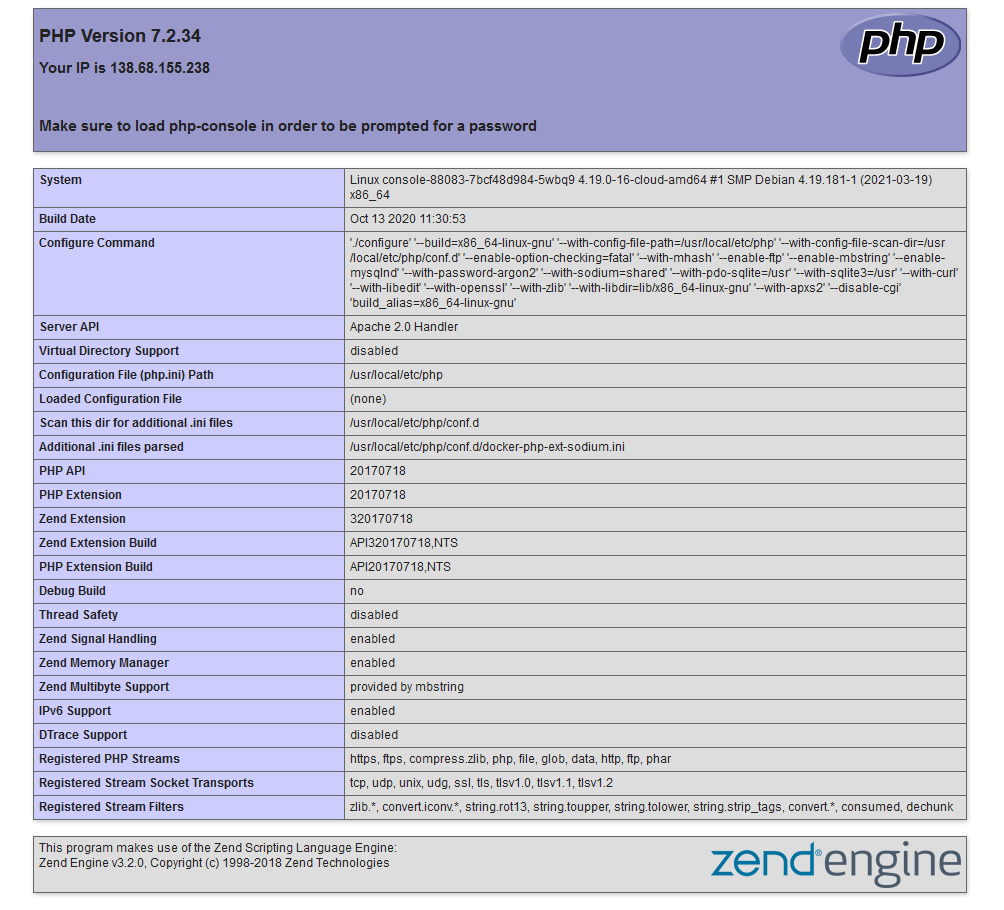 PHP Version 7.2.34
php
Your IP is 138.68.155.238
Make sure to load php-console in order to be prompted for a password
System Linux console-88083-7bcf48d984-5wbq9 4.19.0-16-cloud-amd64 #1 SMP Debian 4.19.181-1 (2021-03-19)
x86_64
Build Date Oct 13 2020 11:30:53
Configure Command './configure' '--build=x86_64-linux-gnu' '--with-config-file-path=/usr/local/etc/php' '--with-config-file-scan-dir=/usr
/local/etc/php/conf.d' '--enable-option-checking=fatal' '--with-mhash' '--enable-ftp' '--enable-mbstring' '--enable-
mysqlnd' '--with-password-argon2' '--with-sodium=shared' '--with-pdo-sqlite=/usr' '--with-sqlite3=/usr' '--with-curl'
'--with-libedit' '--with-openssl' '--with-zlib' '--with-libdir=lib/x86_64-linux-gnu' '--with-apxs2' '--disable-cgi'
'build_alias=x86_64-linux-gnu'
Server API Apache 2.0 Handler
Virtual Directory Support disabled
Configuration File (php.ini) Path /usr/local/etc/php
Loaded Configuration File (none)
Scan this dir for additional .ini files /usr/local/etc/php/conf.d
Additional .ini files parsed /usr/local/etc/php/conf.d/docker-php-ext-sodium.ini
PHP API 20170718
PHP Extension 20170718
Zend Extension 320170718
Zend Extension Build API320170718,NTS
PHP Extension Build API20170718,NTS
Debug Build no
Thread Safety disabled
Zend Signal Handling enabled
Zend Memory Manager enabled
Zend Multibyte Support provided by mbstring
IPv6 Support enabled
DTrace Support disabled
Registered PHP Streams https, ftps, compress.zlib, php, file, glob, data, http, ftp, phar
Registered Stream Socket Transports tcp, udp, unix, udg, ssl, tls, tlsv1.0, tlsv1.1, tlsv1.2
Registered Stream Filters zlib.*, convert.iconv.*, string.rot13, string.toupper, string.tolower, string.strip_tags, convert.*, consumed, dechunk
This program makes use of the Zend Scripting Language Engine:
Zend Engine v3.2.0, Copyright (c) 1998-2018 Zend Technologies
zend® engine